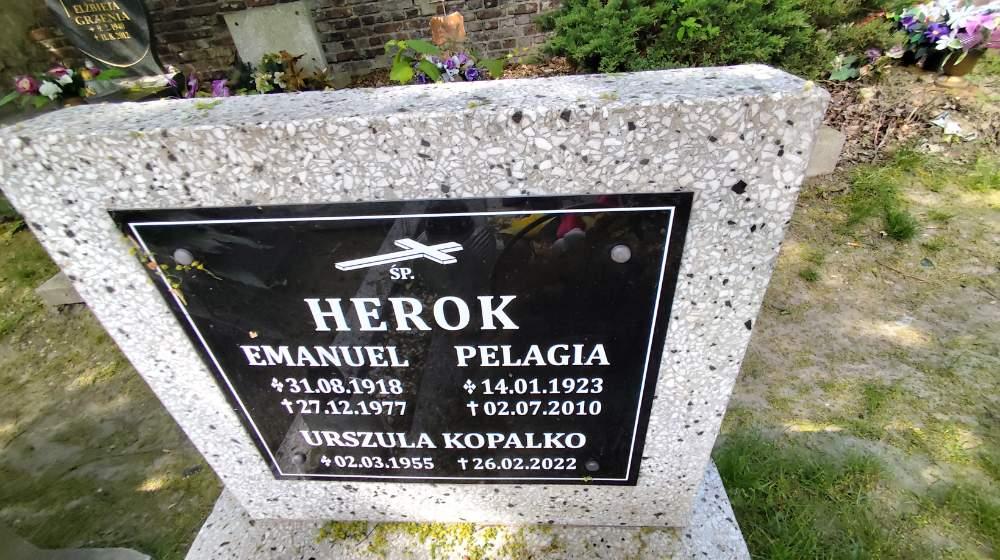 ELŻBIETA
GRZENIA
ŚP.
HEROK
EMANUEL PELAGIA
31.08.1918 14.01.1923
✝27.12.1977 ✝02.07.2010
URSZULA KOPALKO
02.03.1955 ✝26.02.2022